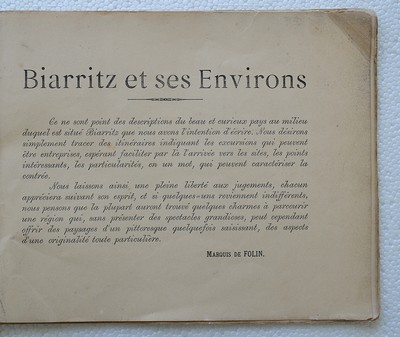 Biarritz et ses Environs
Ce ne sont point des descriptions du beau et curieux pays au milieu
duquel est situé Biarritz que nous avons l'intention d'écrire. Nous désirons
simplement tracer des itinéraires indiquant les excursions qui peuvent
être entreprises, espérant faciliter par là l'arrivée vers les sites, les points
intéressants, les particularités, en un mot, qui peuvent caractériser la
contrée.
Nous laissons ainsi une pleine liberté aux jugements, chacun
appréciera suivant son esprit, et si quelques-uns reviennent indifférents,
nous pensons que la plupart auront trouvé quelques charmes à parcourir
une région qui, sans présenter des spectacles grandioses, peut cependant
offrir des paysages d'un pittoresque quelquefois saisissant, des aspects
d'une originalité toute particulière.
Marquis de FOLIN.